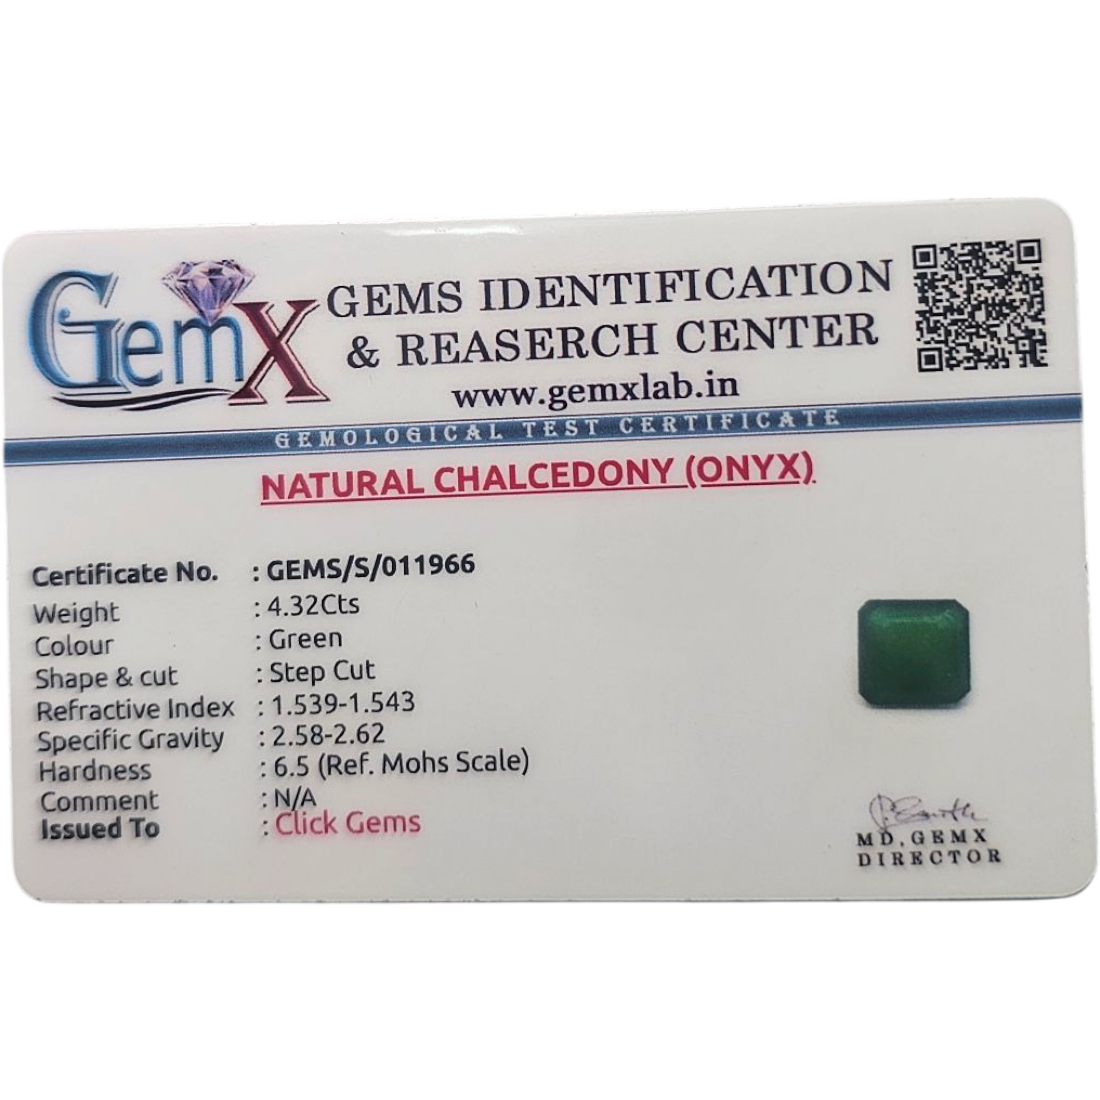 GemX
GEMS IDENTIFICATION
& REASERCH CENTER
www.gemxlab.in
GEMOLOGICAL TEST CERTIFICATE
NATURAL CHALCEDONY (ONYX)
Certificate No. : GEMS/S/011966
Weight : 4.32Cts
Colour : Green
Shape & cut : Step Cut
Refractive Index : 1.539-1.543
Specific Gravity : 2.58-2.62
Hardness : 6.5 (Ref. Mohs Scale)
Comment : N/A
Issued To : Click Gems
MD, GEMX
DIRECTOR